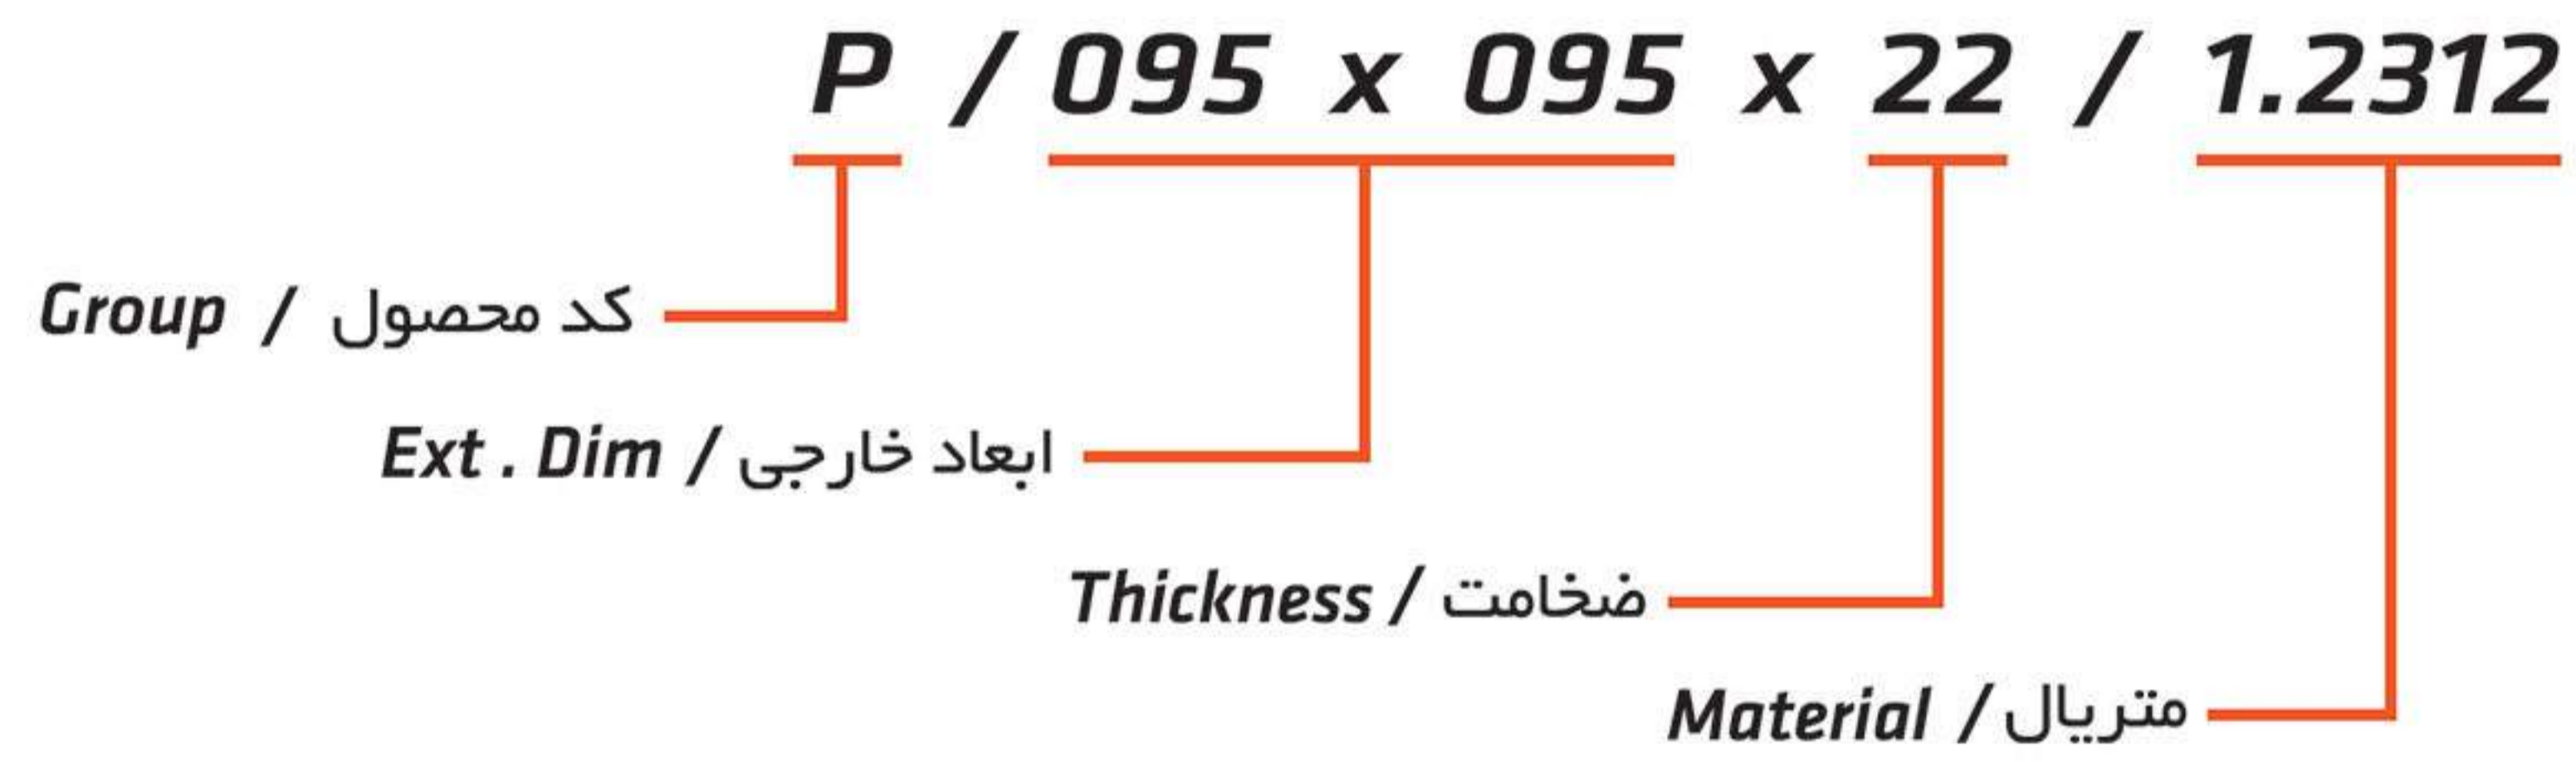 P / 095 x 095 x 22 / 1.2312
Group / کد محصول
Ext . Dim / ابعاد خارجی
Thickness / ضخامت
Material / متریال